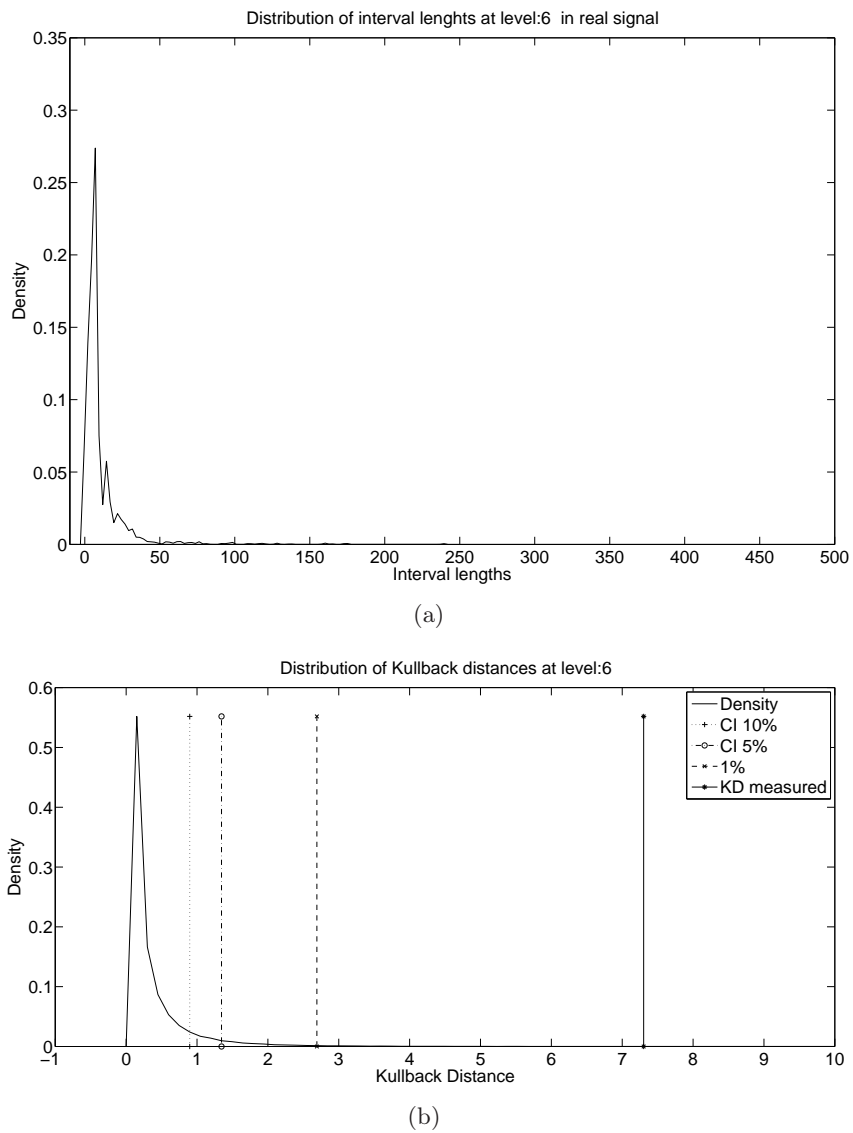 Distribution of interval lenghts at level:6 in real signal
0.35
0.3
0.25
0.2
0.15
0.1
0.05
0
Density
0 50 100 150 200 250 300 350 400 450 500
Interval lengths
(a)
Distribution of Kullback distances at level:6
0.6
0.5
0.4
0.3
0.2
0.1
0
Density
Density
CI 10%
CI 5%
1%
KD measured
−1 0 1 2 3 4 5 6 7 8 9 10
Kullback Distance
(b)